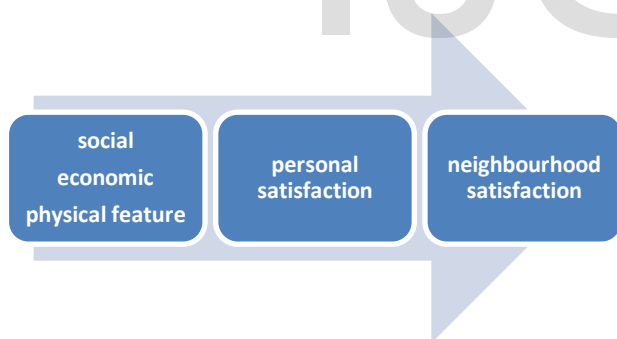 social
economic
physical feature
personal
satisfaction
neighbourhood
satisfaction